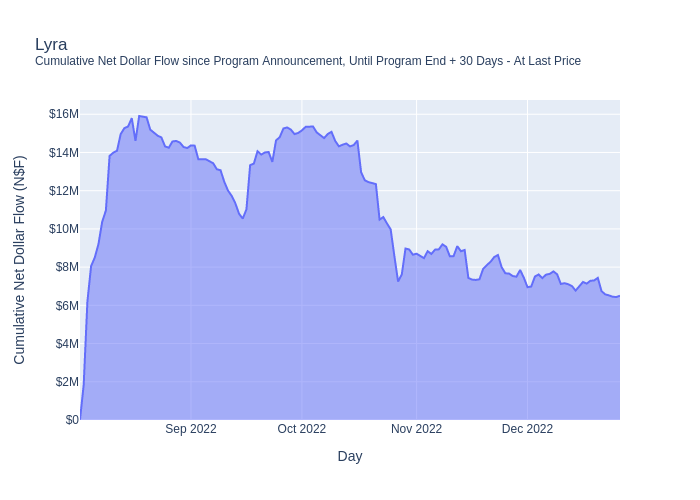 Lyra
Cumulative Net Dollar Flow since Program Announcement, Until Program End + 30 Days - At Last Price
Cumulative Net Dollar Flow (N$F)
$16M
$14M
$12M
$10M
$8M
$6M
$4M
$2M
$0
Sep 2022
Oct 2022
Nov 2022
Dec 2022
Day